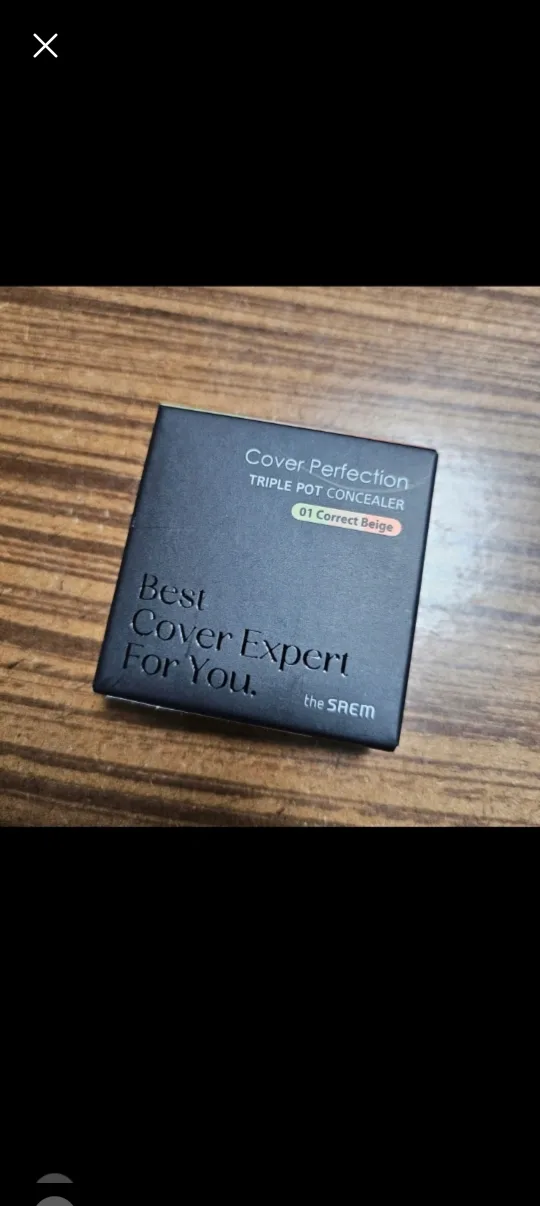 Cover Perfection
TRIPLE POT CONCEALER
01 Correct Beige
Best
Cover Expert
For You.
the SAEM